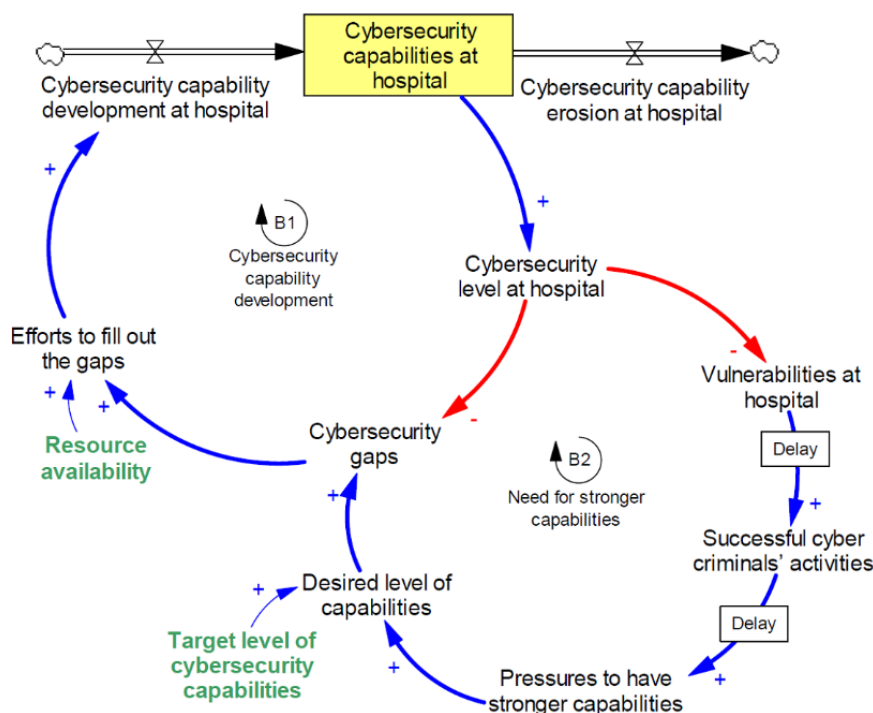 Cybersecurity
capabilities at
hospital
Cybersecurity capability
development at hospital
Cybersecurity capability
erosion at hospital
+
+
B1
Cybersecurity
capability
development
Cybersecurity
level at hospital
Efforts to fill out
the gaps
-
Vulnerabilities at
hospital
+
+
-
Resource
availability
Cybersecurity
gaps
B2
Need for stronger
capabilities
Delay
+
+
Successful cyber
criminals’ activities
Desired level of
capabilities
+
Delay
Target level of
cybersecurity
capabilities
+
+
Pressures to have
stronger capabilities